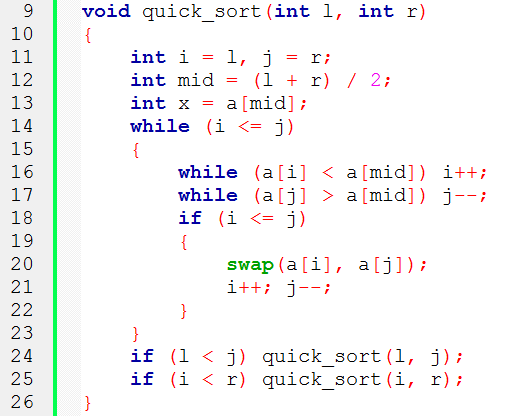 9 void quick_sort(int l, int r)
10 {
11 int i = l, j = r;
12 int mid = (l + r) / 2;
13 int x = a[mid];
14 while (i <= j)
15 {
16 while (a[i] < a[mid]) i++;
17 while (a[j] > a[mid]) j--;
18 if (i <= j)
19 {
20 swap(a[i], a[j]);
21 i++; j--;
22 }
23 }
24 if (l < j) quick_sort(l, j);
25 if (i < r) quick_sort(i, r);
26 }